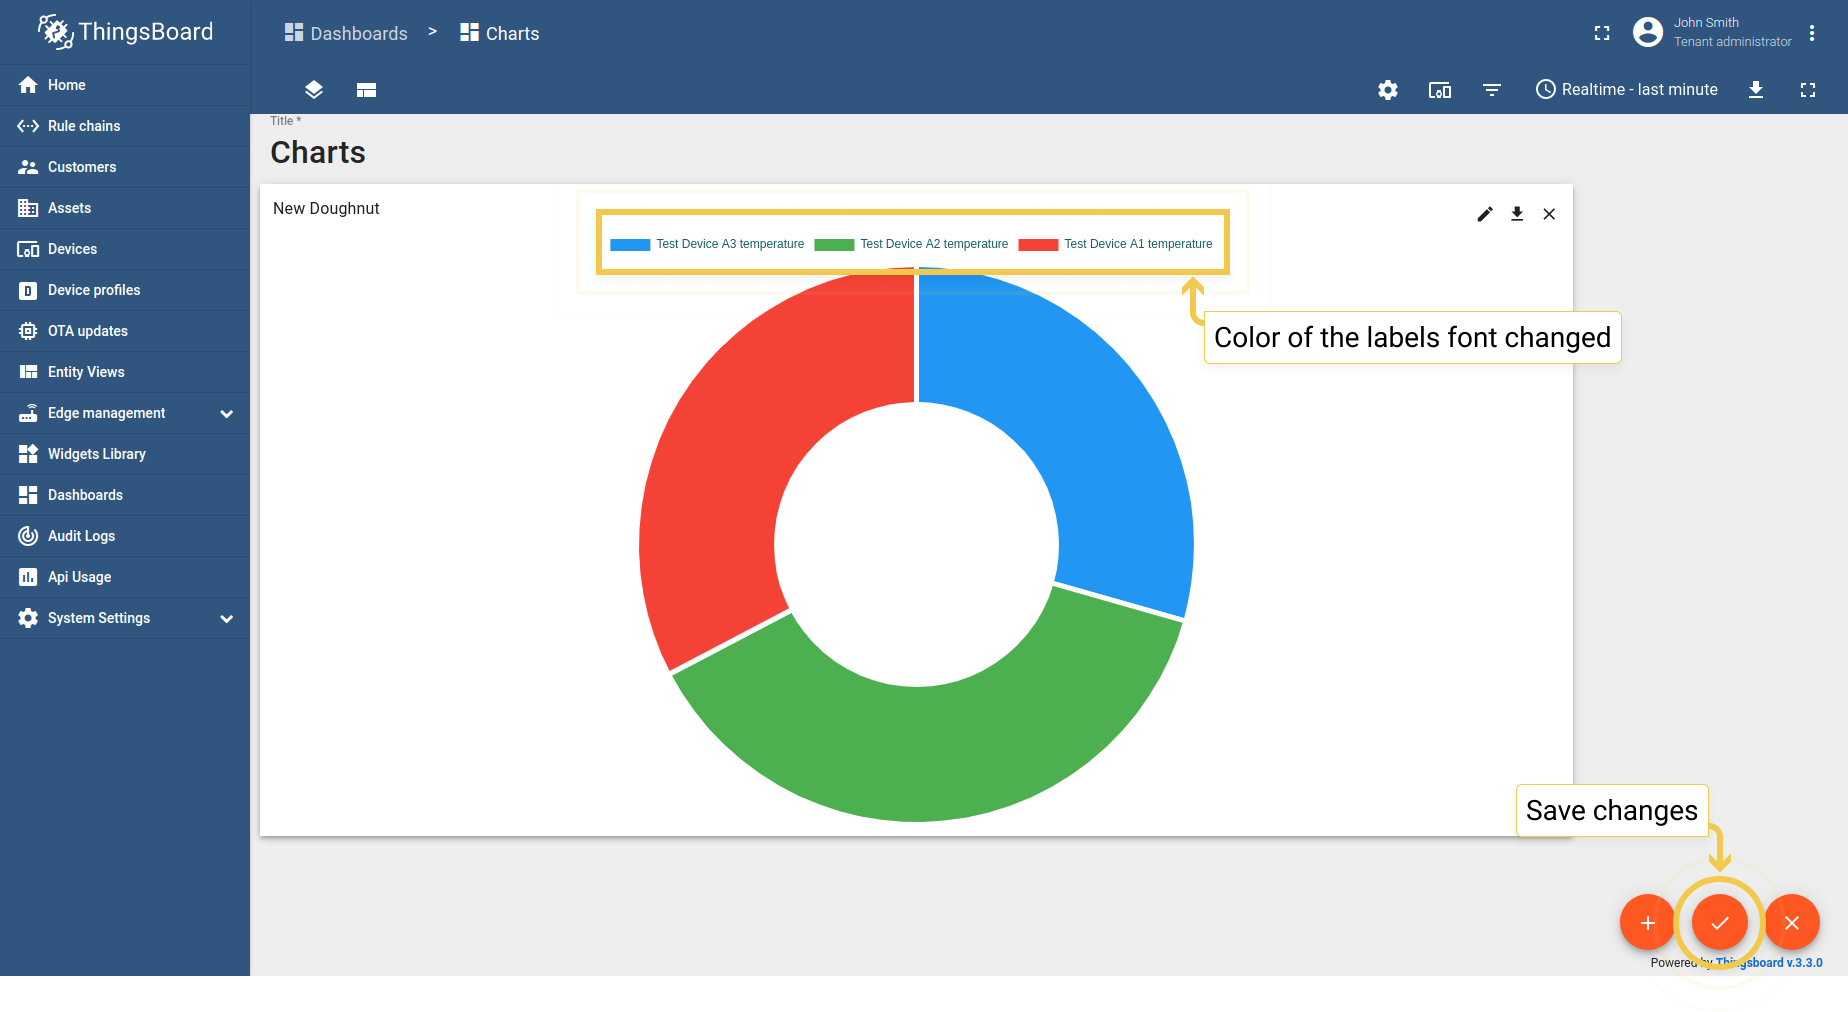 ThingsBoard
Dashboards > Charts
John Smith
Tenant administrator
Realtime - last minute
Home
Rule chains
Customers
Assets
Devices
Device profiles
OTA updates
Entity Views
Edge management
Widgets Library
Dashboards
Audit Logs
Api Usage
System Settings
Title *
Charts
New Doughnut
Test Device A3 temperature Test Device A2 temperature Test Device A1 temperature
Color of the labels font changed
Save changes
Powered by Thingsboard v.3.3.0